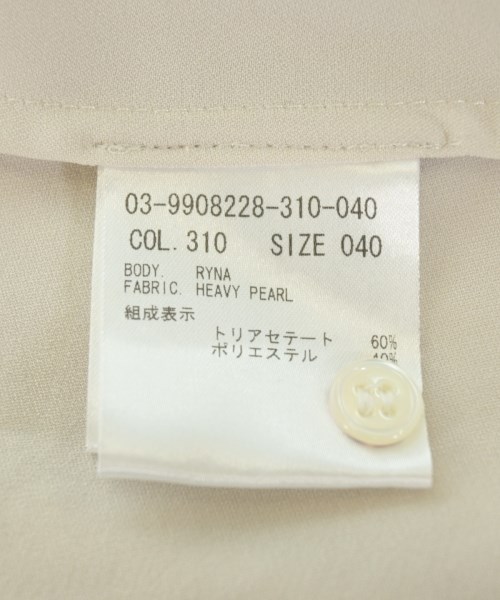 03-9908228-310-040
COL.310 SIZE 040
BODY. RYNA
FABRIC. HEAVY PEARL
組成表示
トリアセテート 60%
ポリエステル 40%